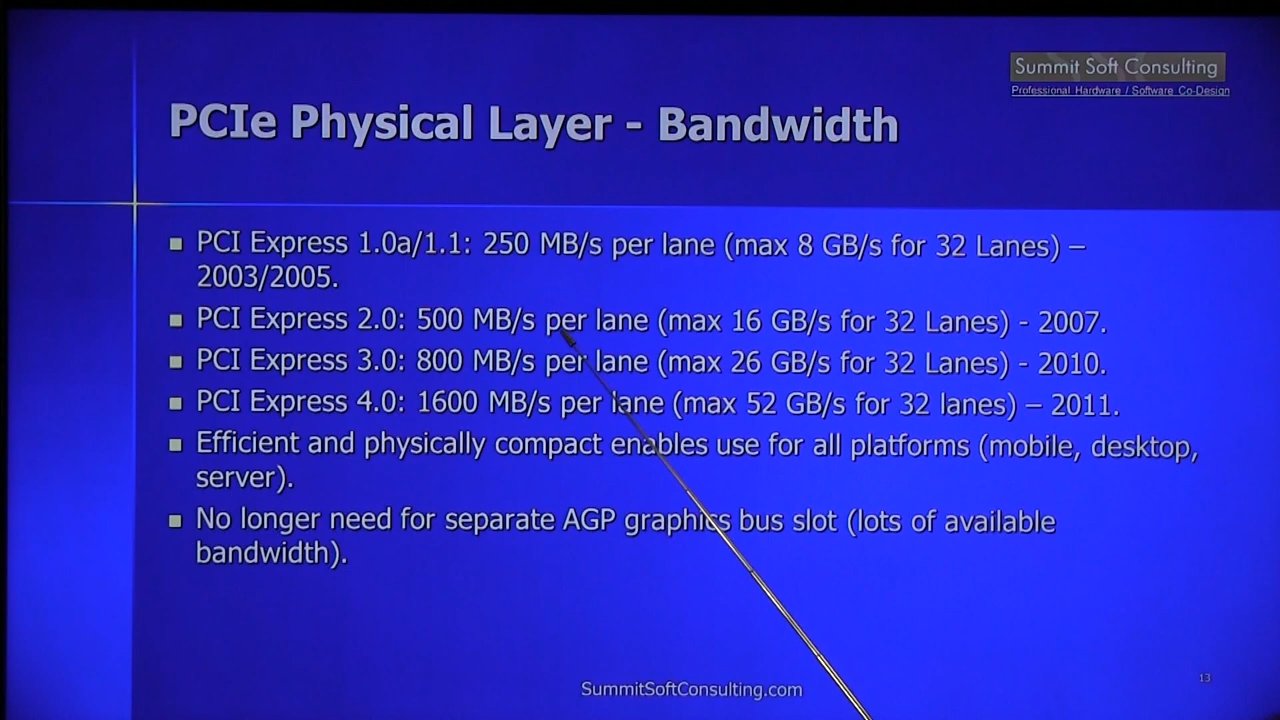 Summit Soft Consulting
Professional Hardware / Software Co-Design
PCIe Physical Layer - Bandwidth
PCI Express 1.0a/1.1: 250 MB/s per lane (max 8 GB/s for 32 Lanes) –
2003/2005.
PCI Express 2.0: 500 MB/s per lane (max 16 GB/s for 32 Lanes) - 2007.
PCI Express 3.0: 800 MB/s per lane (max 26 GB/s for 32 Lanes) - 2010.
PCI Express 4.0: 1600 MB/s per lane (max 52 GB/s for 32 lanes) – 2011.
Efficient and physically compact enables use for all platforms (mobile, desktop,
server).
No longer need for separate AGP graphics bus slot (lots of available
bandwidth).
SummitSoftConsulting.com
13